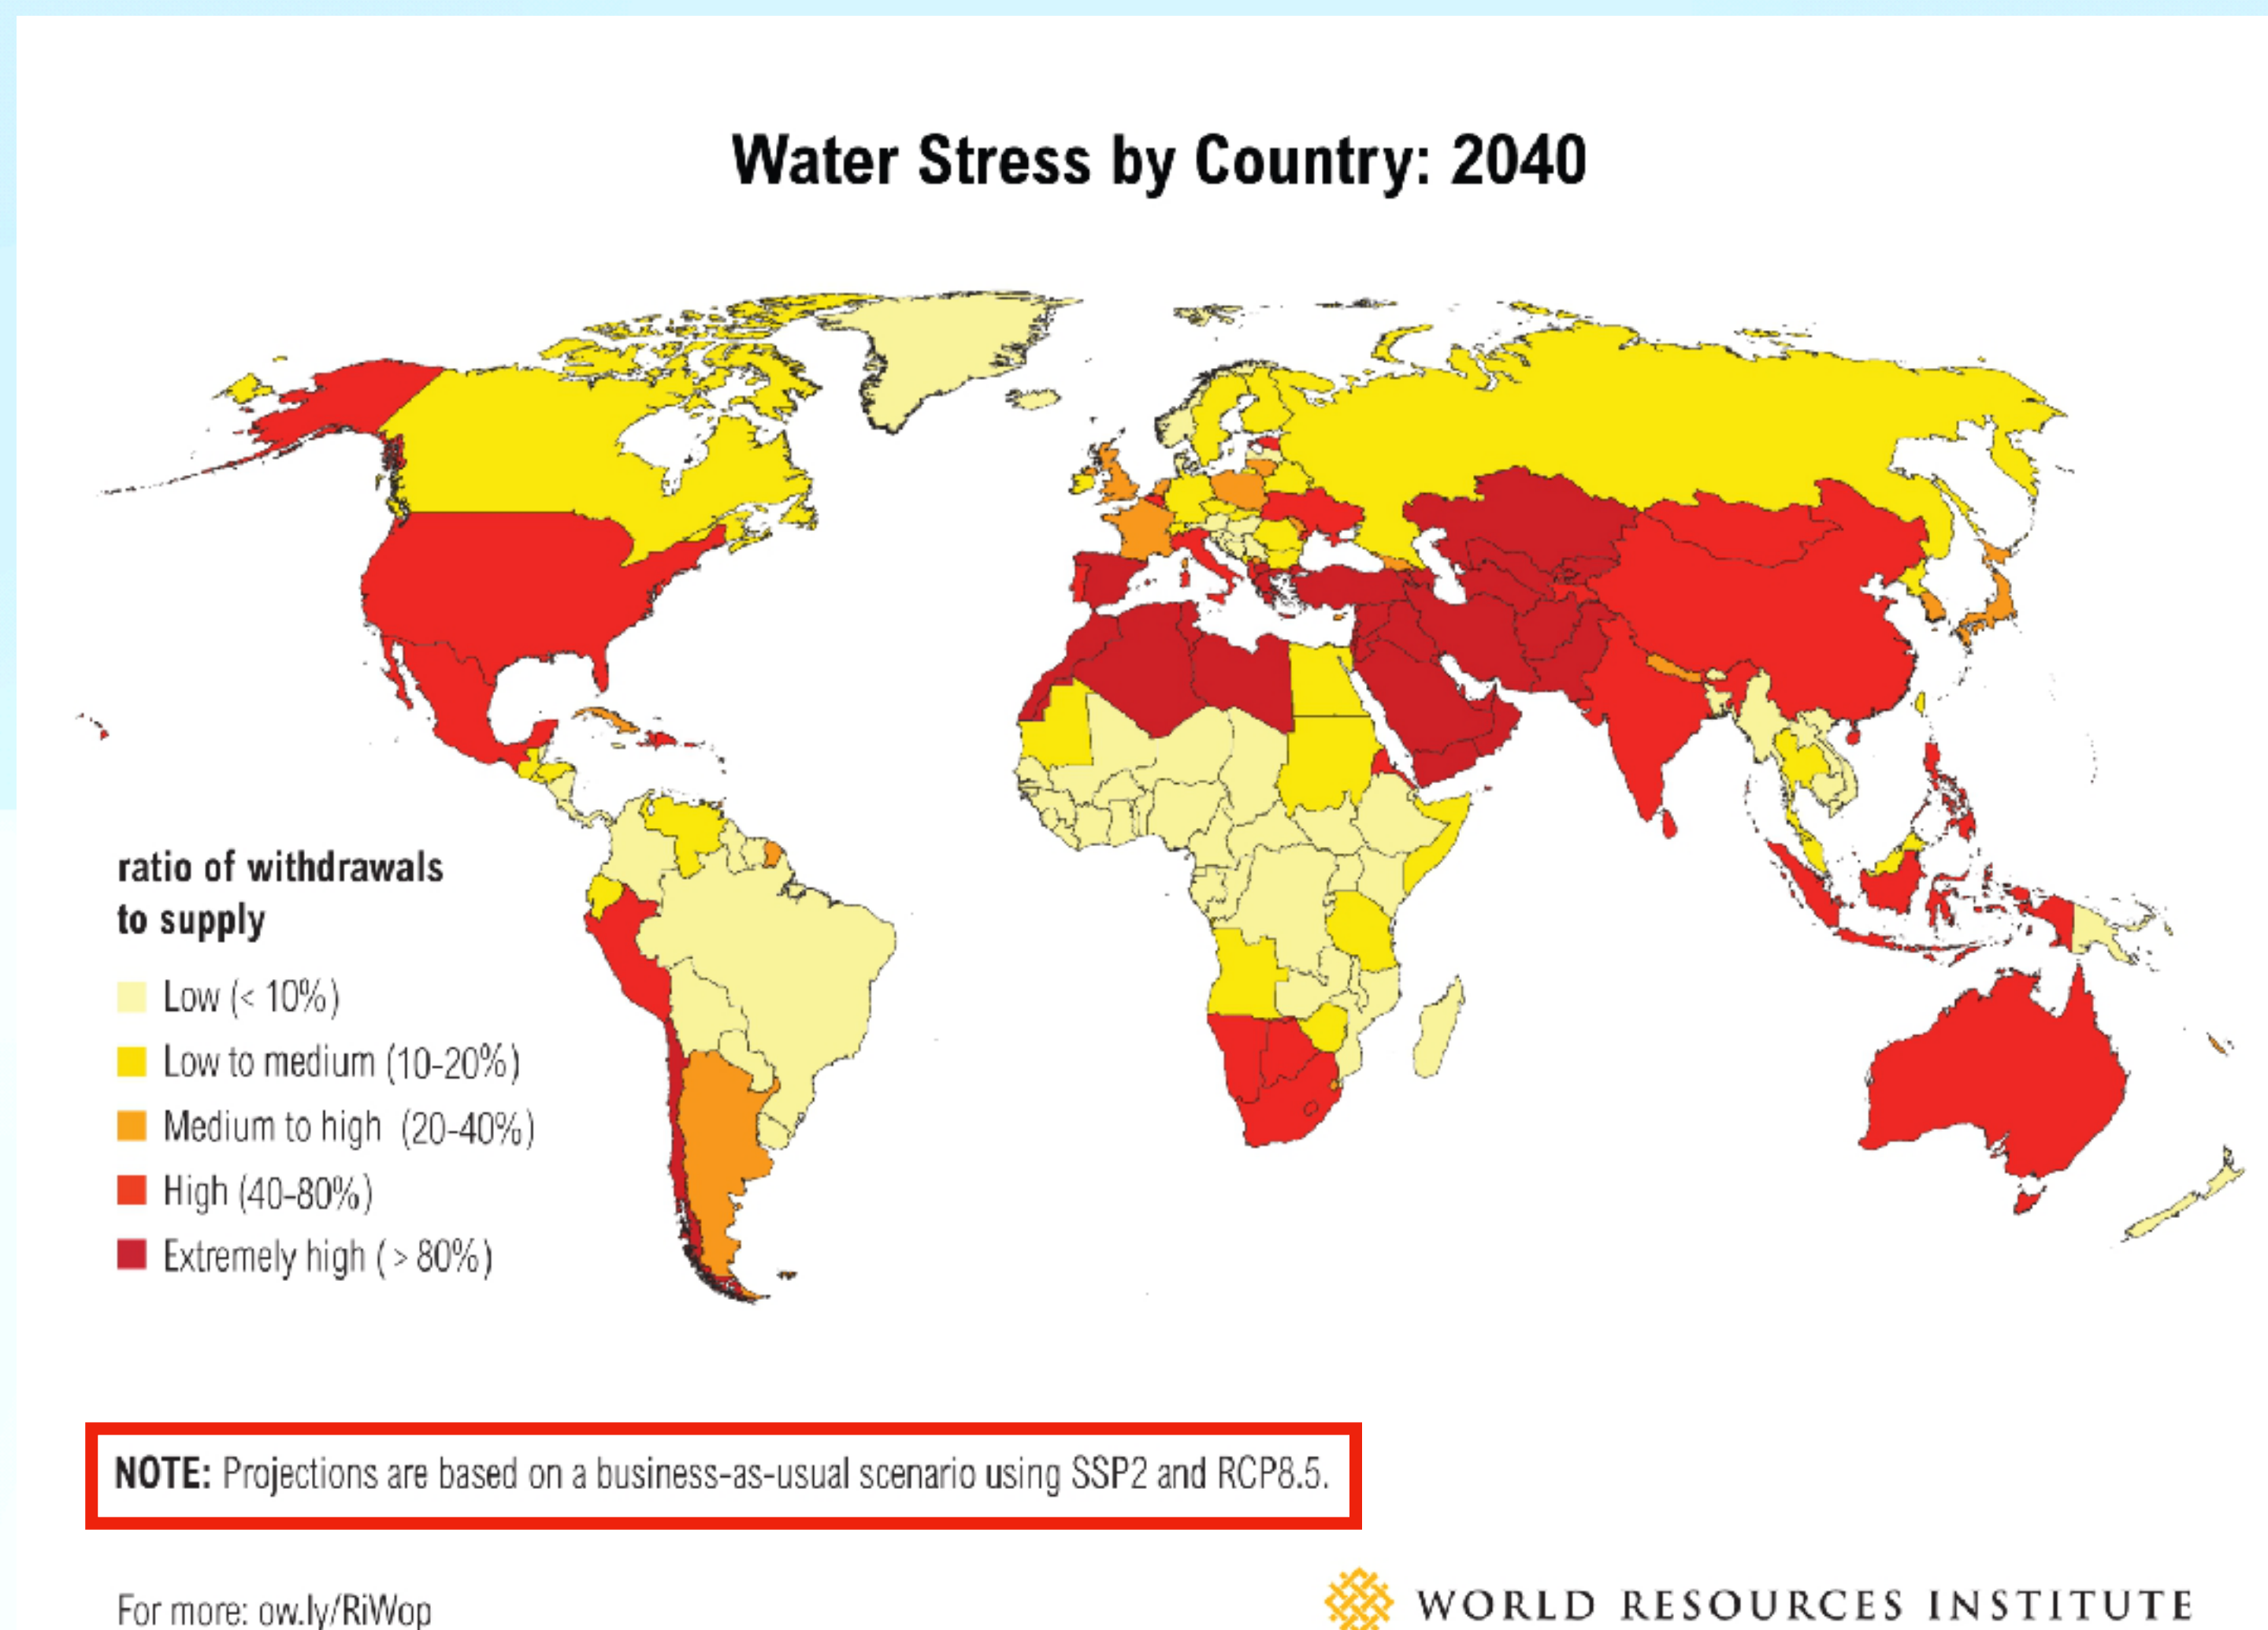 Water Stress by Country: 2040
ratio of withdrawals
to supply
Low (< 10%)
Low to medium (10-20%)
Medium to high (20-40%)
High (40-80%)
Extremely high (> 80%)
NOTE: Projections are based on a business-as-usual scenario using SSP2 and RCP8.5.
For more: ow.ly/RiWop
WORLD RESOURCES INSTITUTE